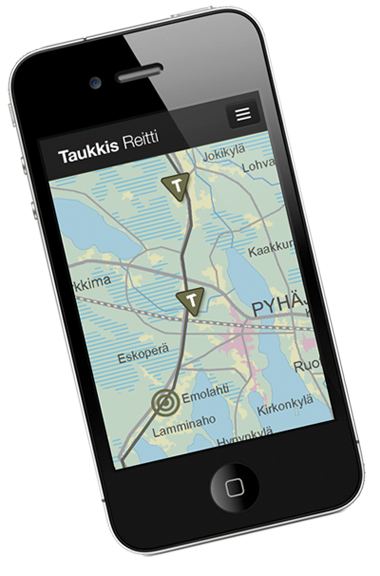 Taukkis Reitti
Jokikylä
Lohva
T
Kaakkur
kkima
T
PYHÄJ
Eskoperä
Ruo
Emolahti
Kirkonkylä
Lamminaho
Hynynkylä